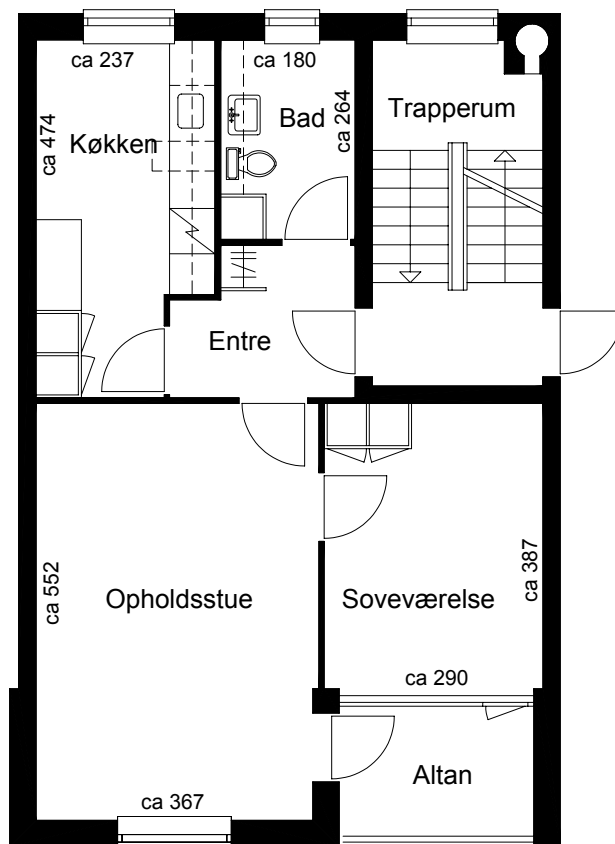 ca 237
ca 180
Trapperum
Bad
Køkken
ca 474
ca 264
Entre
ca 552
Opholdsstue
Soveværelse
ca 387
ca 290
Altan
ca 367